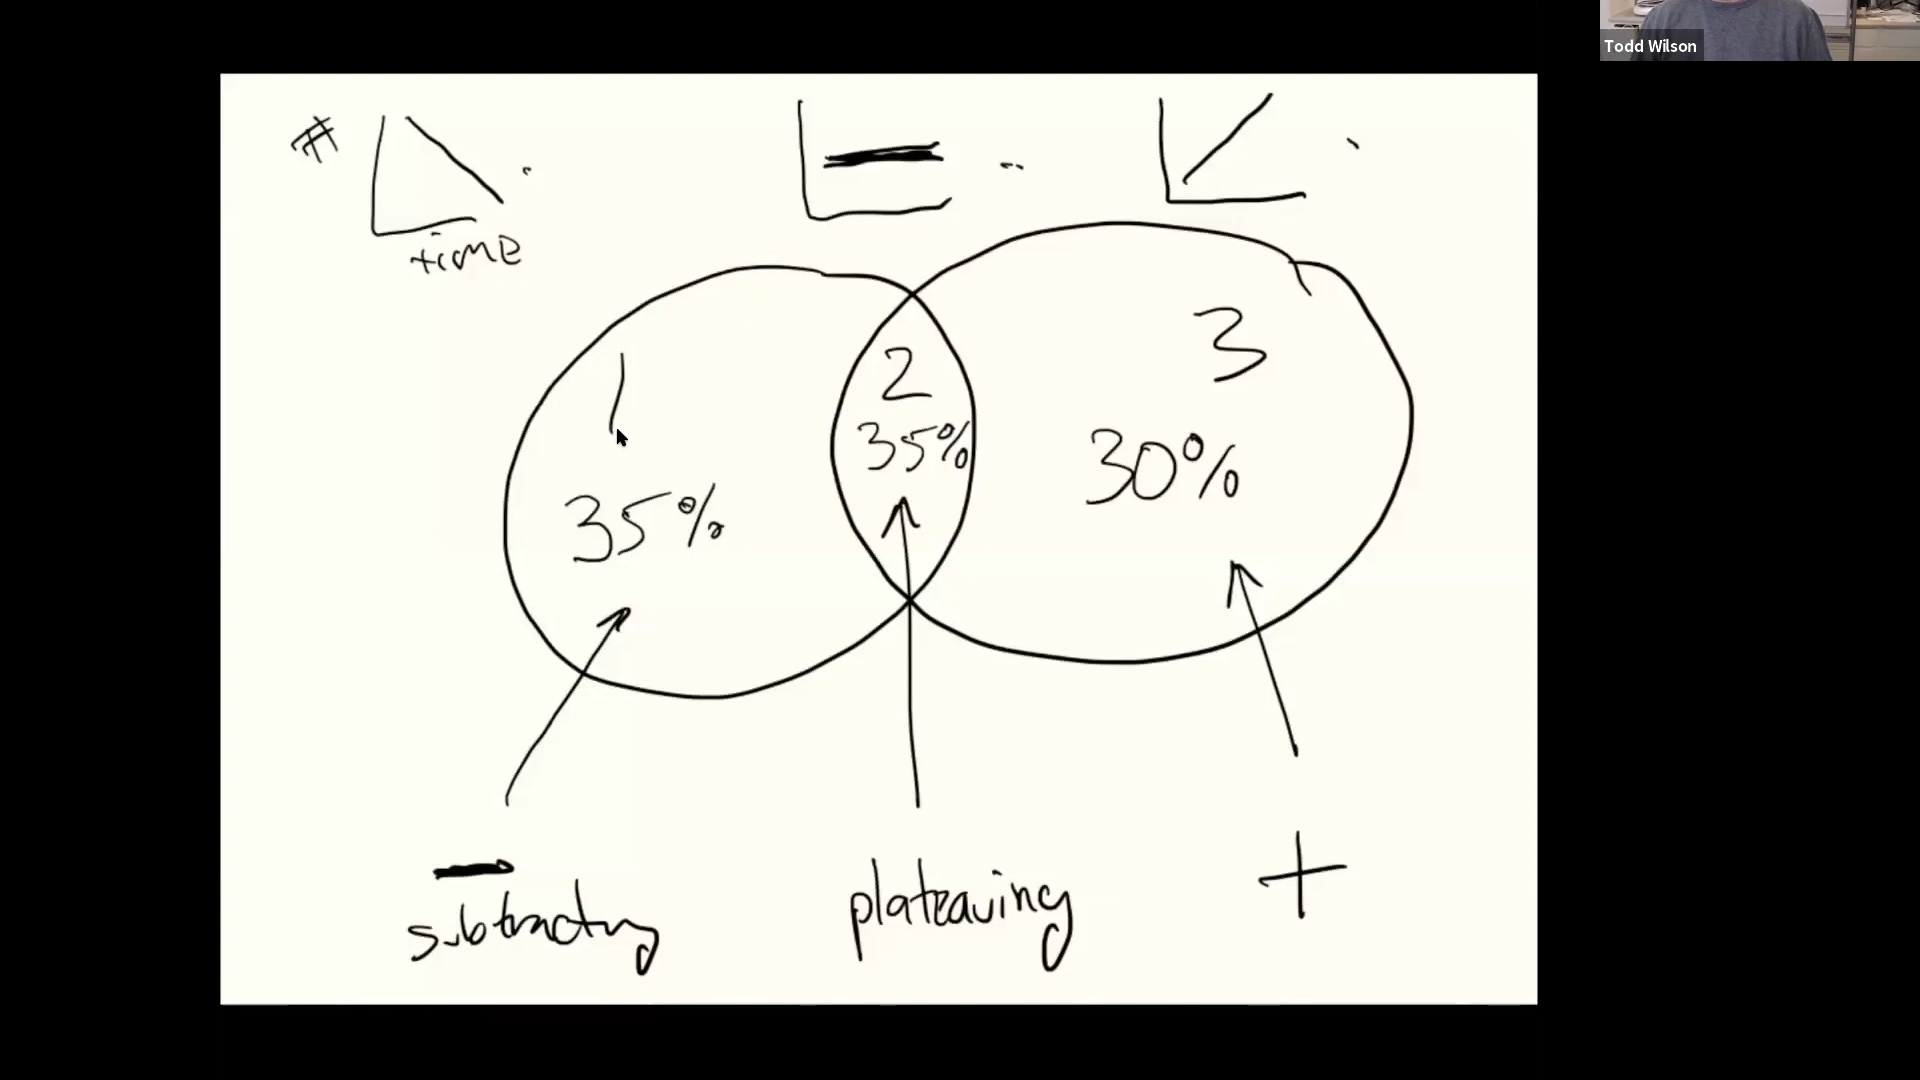 Todd Wilson
#
time
1
2
3
35%
35%
30%
-
subtracting
plateauing
+